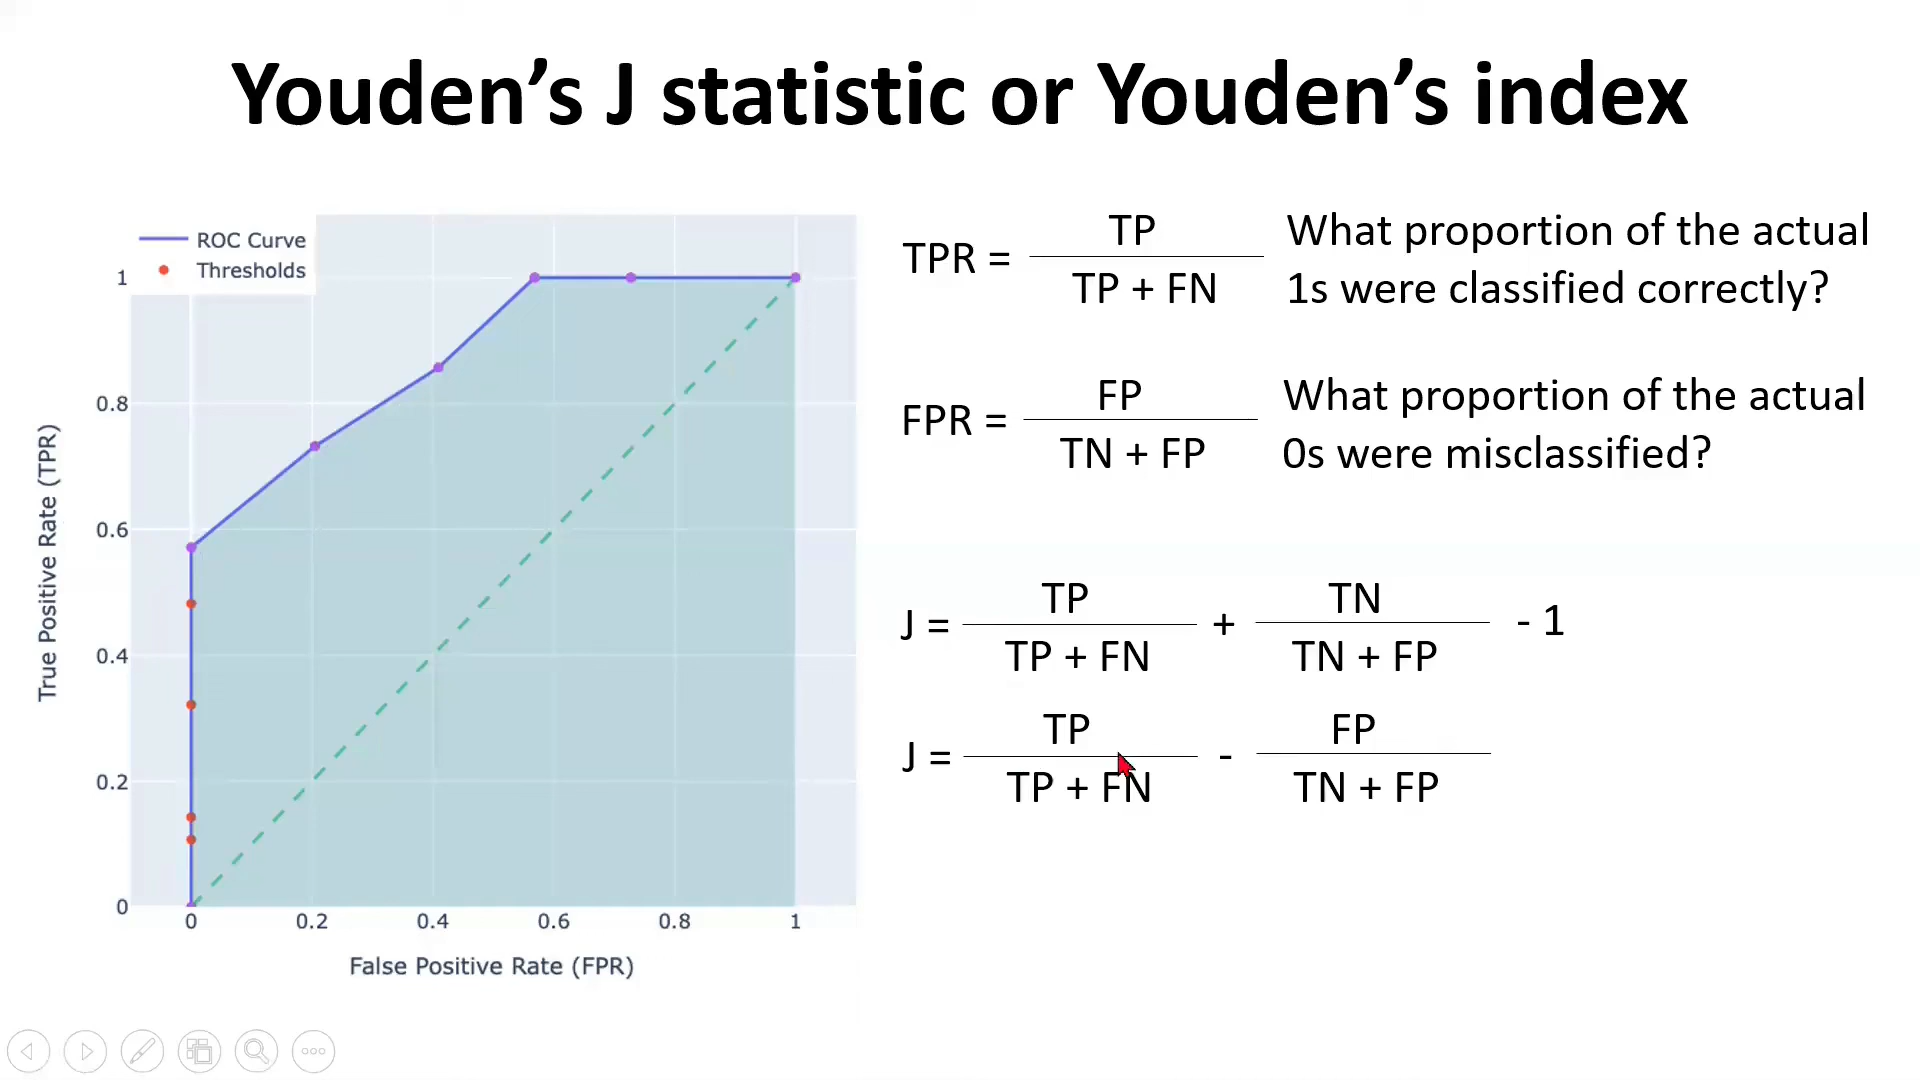 Youden’s J statistic or Youden’s index
ROC Curve
Thresholds
1
0.8
0.6
0.4
0.2
0
0 0.2 0.4 0.6 0.8 1
True Positive Rate (TPR)
False Positive Rate (FPR)
TPR = TP
TP + FN
What proportion of the actual
1s were classified correctly?
FPR = FP
TN + FP
What proportion of the actual
0s were misclassified?
J = TP + TN - 1
TP + FN TN + FP
J = TP - FP
TP + FN TN + FP